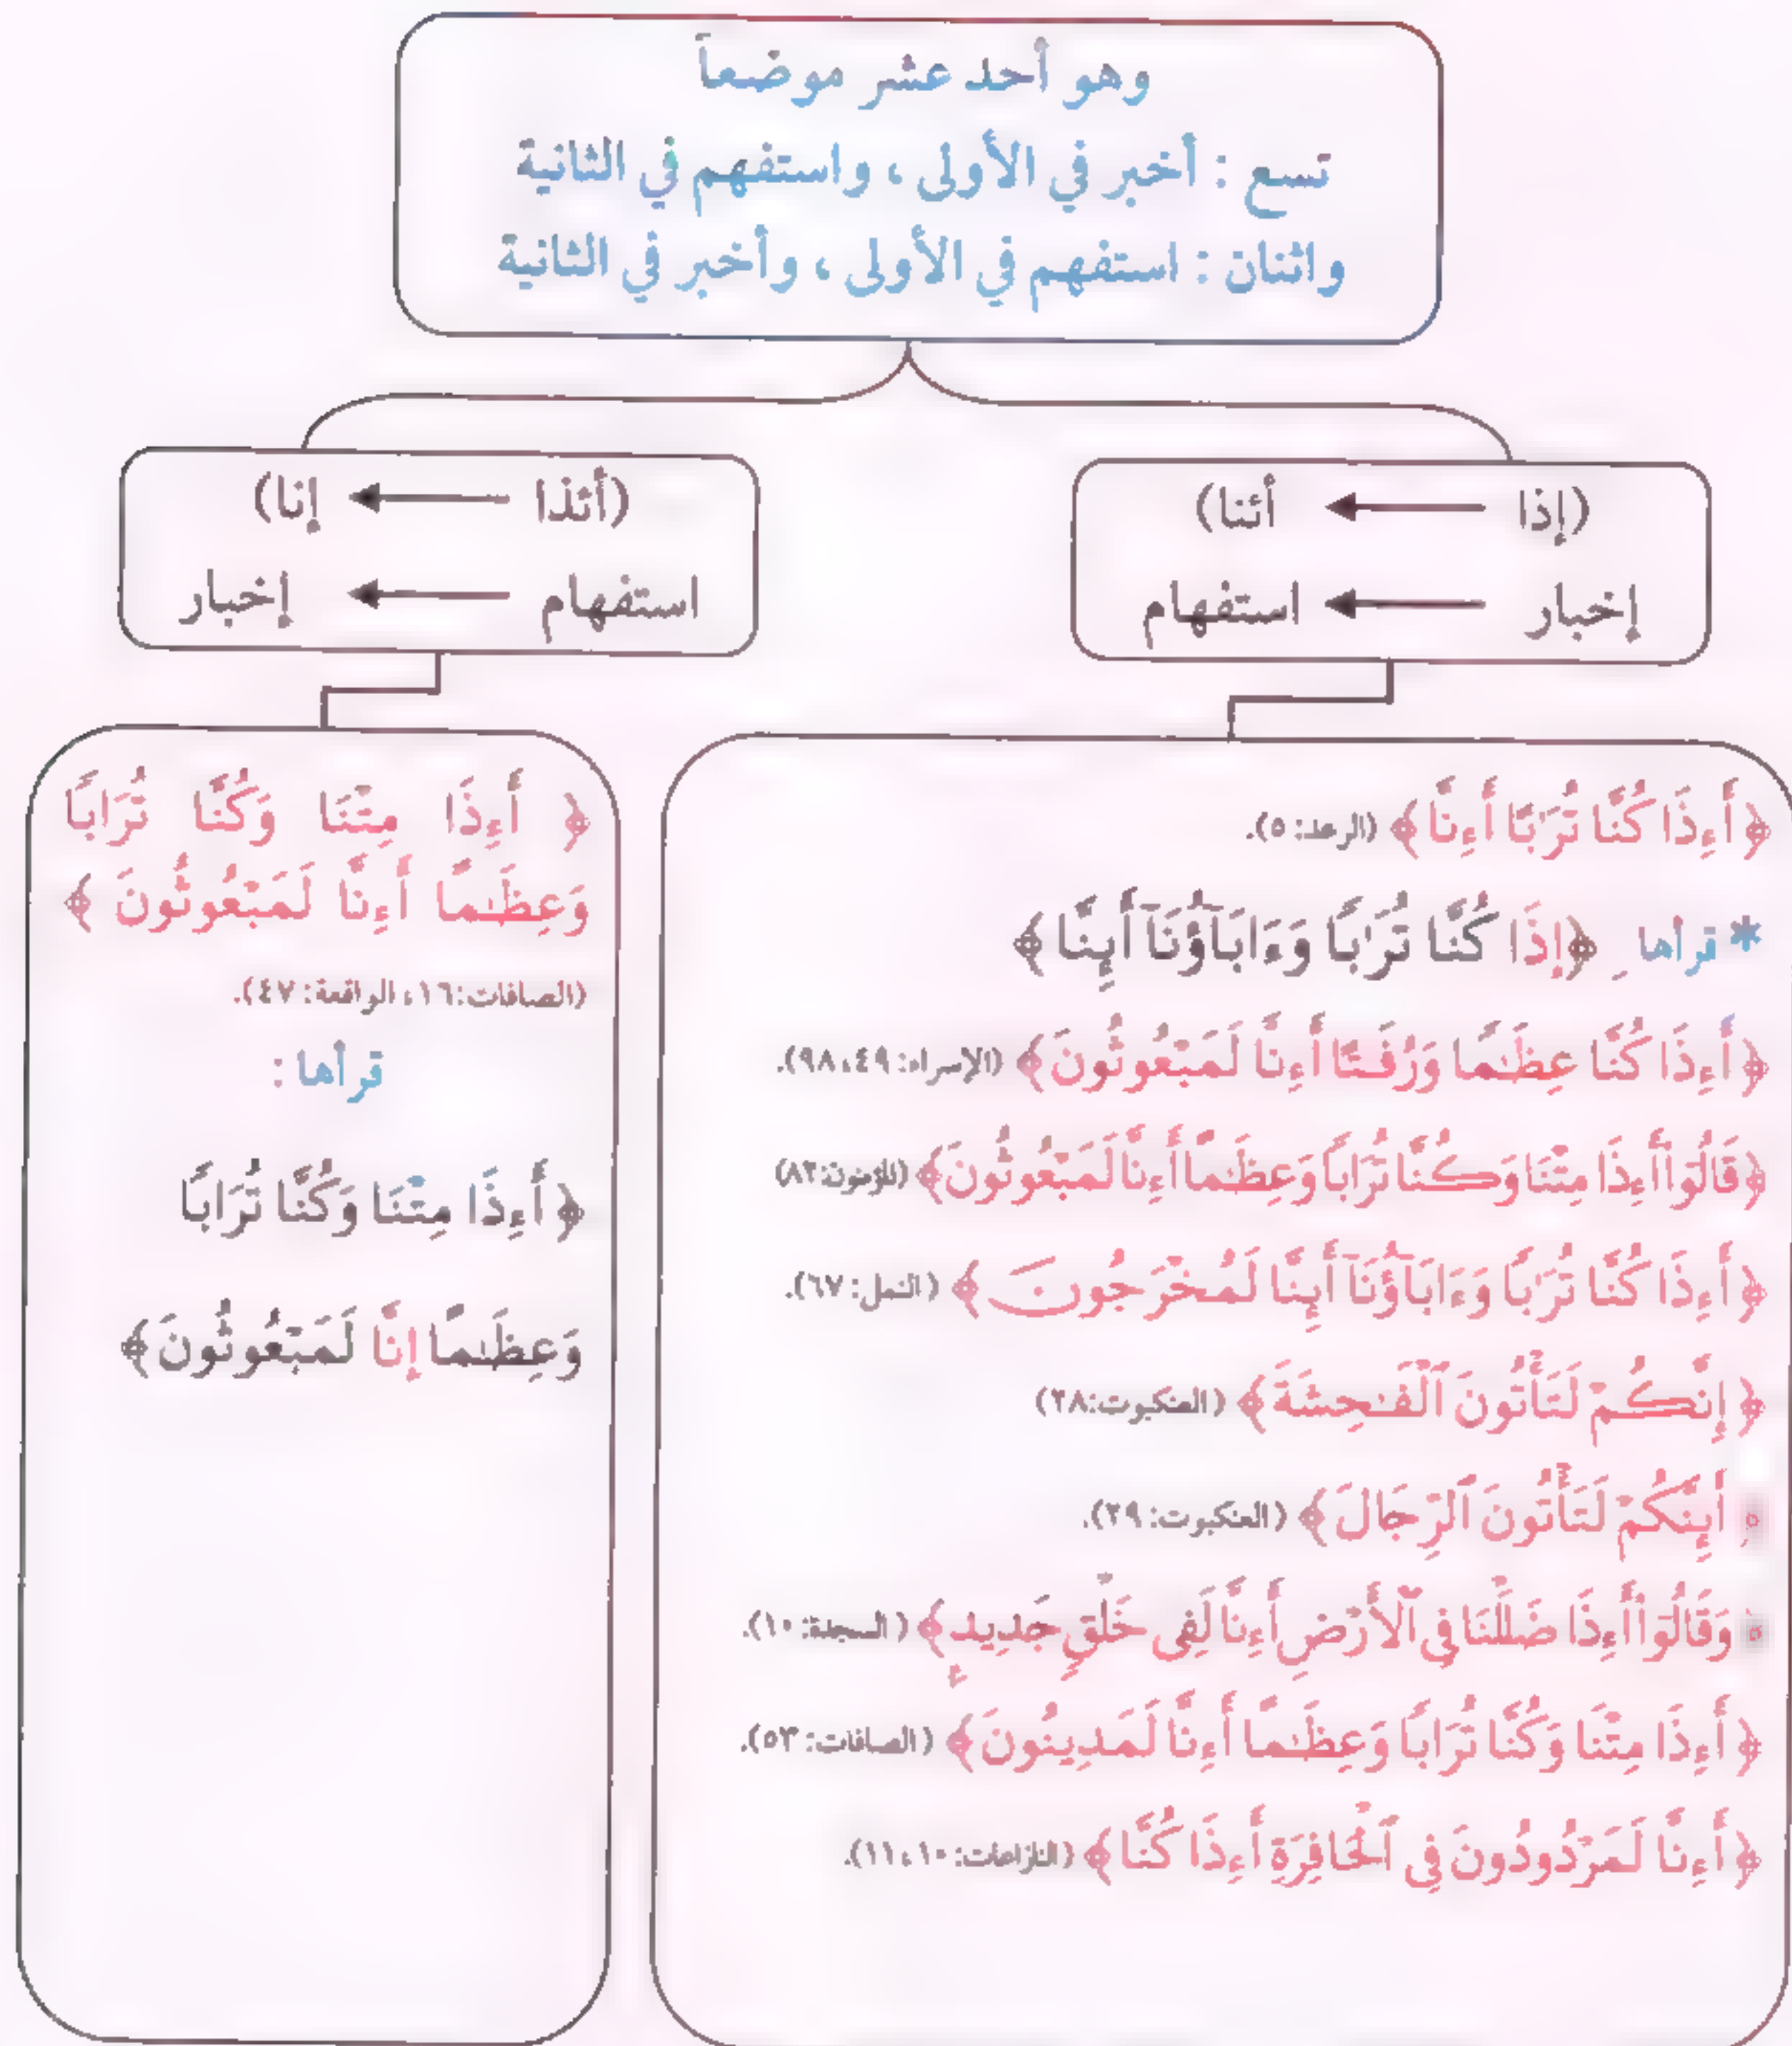 وهو أحد عشر موضعاً
تسع : أخبر في الأولى ، واستفهم في الثانية
واثنان : استفهم في الأولى ، وأخبر في الثانية
(إذا ← أئنا)
إخبار ← استفهام
﴿أَءِذَا كُنَّا تُرَٰبًا أَءِنَّا﴾ (الرعد: ٥).
* قرأها ﴿إِذَا كُنَّا تُرَٰبًا وَءَابَآؤُنَآ أَئِنَّا﴾
﴿أَءِذَا كُنَّا عِظَٰمًا وَرُفَٰتًا أَءِنَّا لَمَبْعُوثُونَ﴾ (الإسراء: ٤٩، ٩٨).
﴿قَالُوٓا۟ أَءِذَا مِتْنَا وَكُنَّا تُرَابًا وَعِظَٰمًا أَءِنَّا لَمَبْعُوثُونَ﴾ (المؤمنون: ٨٢)
﴿أَءِذَا كُنَّا تُرَٰبًا وَءَابَآؤُنَآ أَئِنَّا لَمُخْرَجُونَ﴾ (النمل: ٦٧).
﴿إِنَّكُمْ لَتَأْتُونَ ٱلْفَٰحِشَةَ﴾ (العنكبوت: ٢٨)
أَئِنَّكُمْ لَتَأْتُونَ ٱلرِّجَالَ﴾ (العنكبوت: ٢٩).
وَقَالُوٓا۟ أَءِذَا ضَلَلْنَا فِى ٱلْأَرْضِ أَءِنَّا لَفِى خَلْقٍ جَدِيدٍ﴾ (السجدة: ١٠).
﴿أَءِذَا مِتْنَا وَكُنَّا تُرَابًا وَعِظَٰمًا أَءِنَّا لَمَدِينُونَ﴾ (الصافات: ٥٣).
﴿أَءِنَّا لَمَرْدُودُونَ فِى ٱلْحَافِرَةِ أَءِذَا كُنَّا﴾ (النازعات: ١٠، ١١).
(أئذا ← إنا)
استفهام ← إخبار
﴿أَءِذَا مِتْنَا وَكُنَّا تُرَابًا
وَعِظَٰمًا أَءِنَّا لَمَبْعُوثُونَ﴾
(الصافات: ١٦، الواقعة: ٤٧).
قرأها :
﴿أَءِذَا مِتْنَا وَكُنَّا تُرَابًا
وَعِظَٰمًا إِنَّا لَمَبْعُوثُونَ﴾